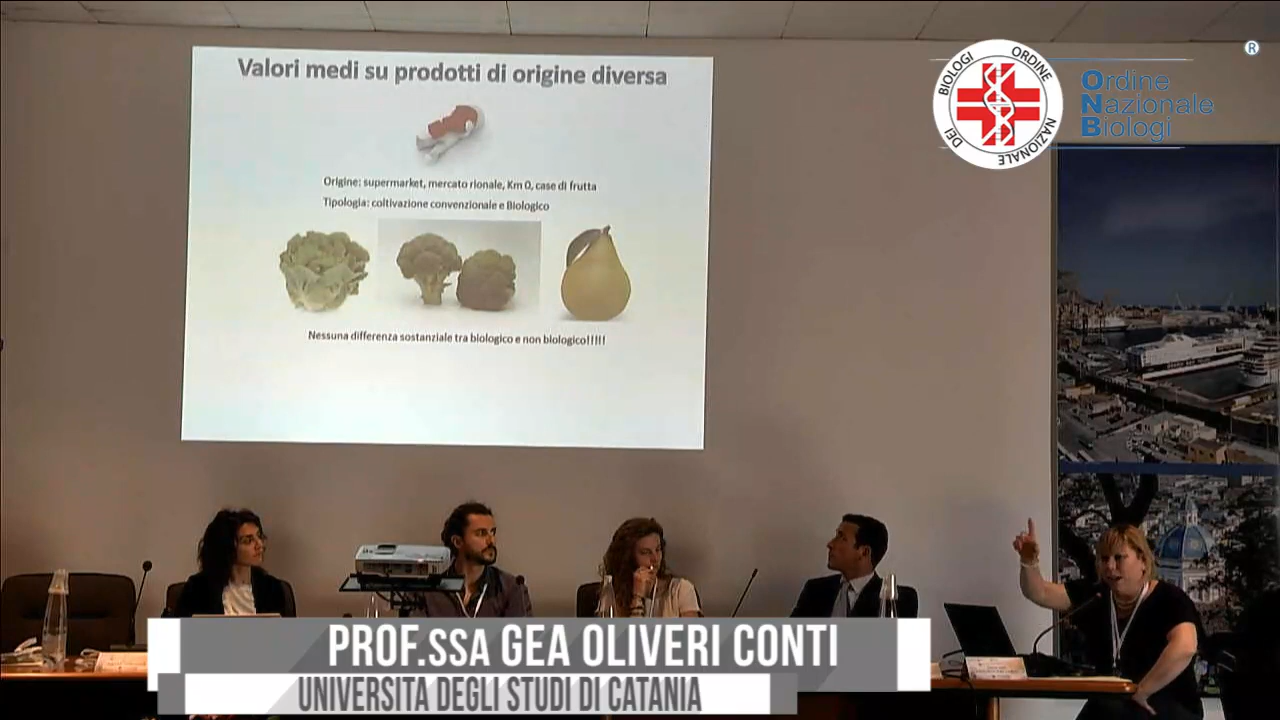 Valori medi su prodotti di origine diversa
Origine: supermarket, mercato rionale, Km 0, case di frutta
Tipologia: coltivazione convenzionale e Biologico
Nessuna differenza sostanziale tra biologico e non biologico!!!!!
ORDINE NAZIONALE DEI BIOLOGI
®
Ordine
Nazionale
Biologi
PROF.SSA GEA OLIVERI CONTI
UNIVERSITA DEGLI STUDI DI CATANIA